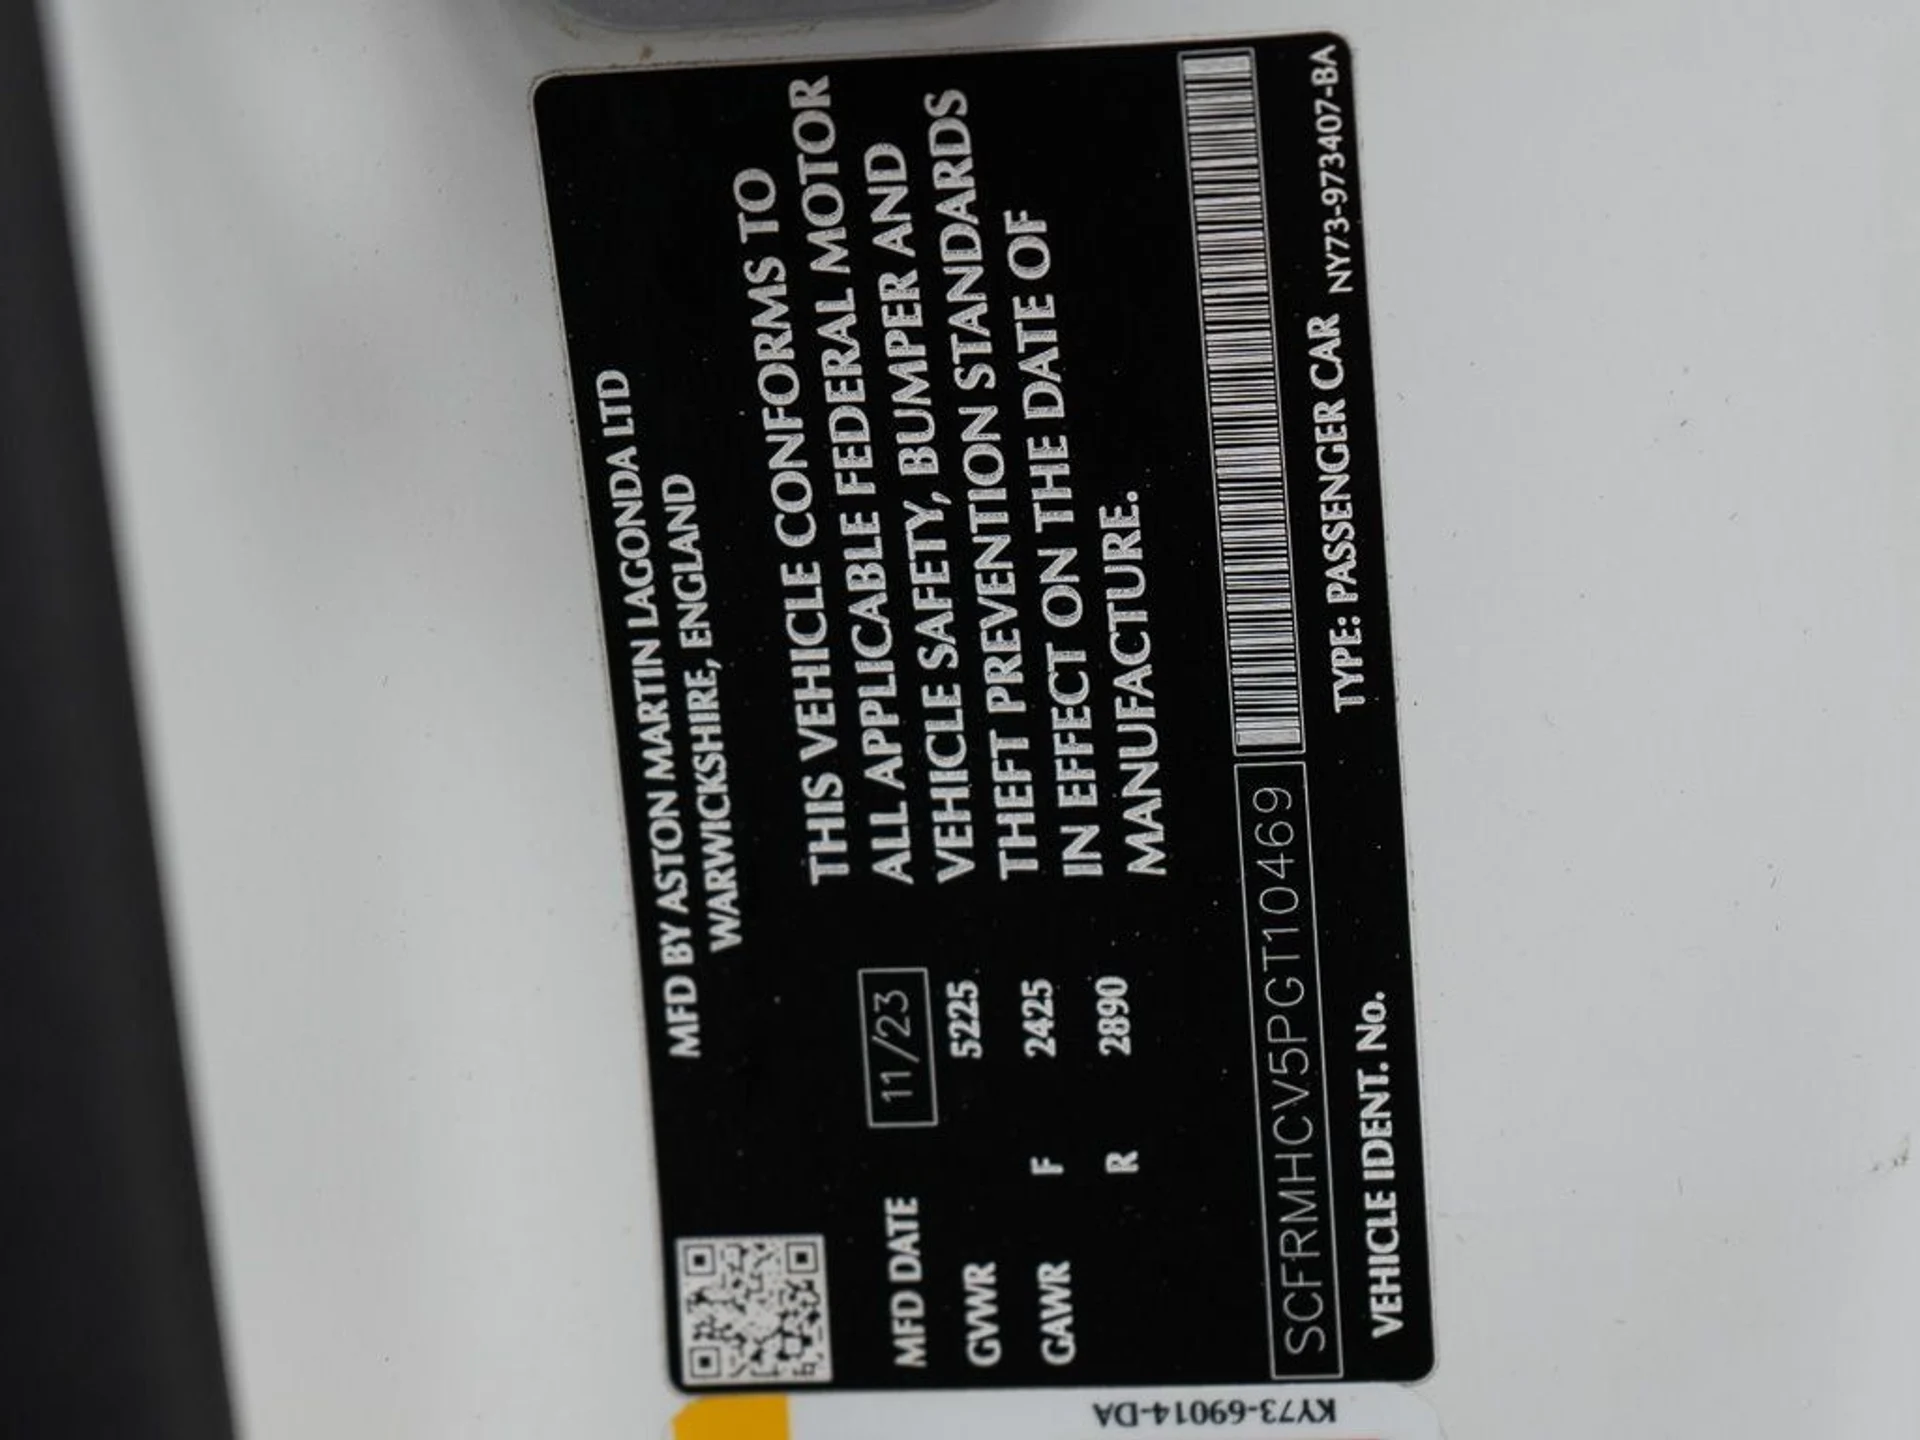 MFD BY ASTON MARTIN LAGONDA LTD
WARWICKSHIRE, ENGLAND
MFD DATE 11/23
GVWR 5225
GAWR F 2425
R 2890
THIS VEHICLE CONFORMS TO
ALL APPLICABLE FEDERAL MOTOR
VEHICLE SAFETY, BUMPER AND
THEFT PREVENTION STANDARDS
IN EFFECT ON THE DATE OF
MANUFACTURE.
SCFRMHCV5PGT10469
VEHICLE IDENT. No. TYPE: PASSENGER CAR NY73-973407-BA
KY73-69014-DA